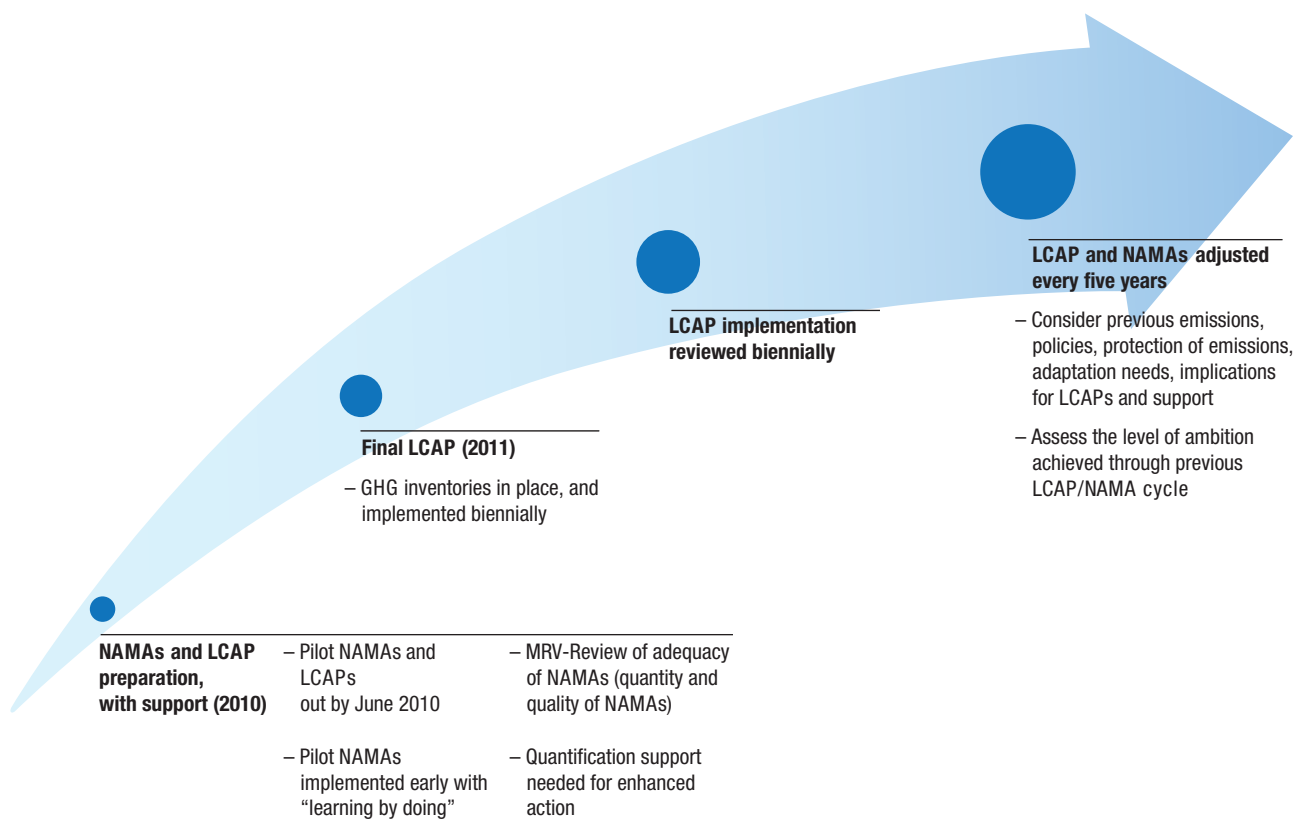 LCAP and NAMAs adjusted
every five years
– Consider previous emissions,
policies, protection of emissions,
adaptation needs, implications
for LCAPs and support
– Assess the level of ambition
achieved through previous
LCAP/NAMA cycle
LCAP implementation
reviewed biennially
Final LCAP (2011)
– GHG inventories in place, and
implemented biennially
NAMAs and LCAP
preparation,
with support (2010)
– Pilot NAMAs and
LCAPs
out by June 2010
– Pilot NAMAs
implemented early with
“learning by doing”
– MRV-Review of adequacy
of NAMAs (quantity and
quality of NAMAs)
– Quantification support
needed for enhanced
action